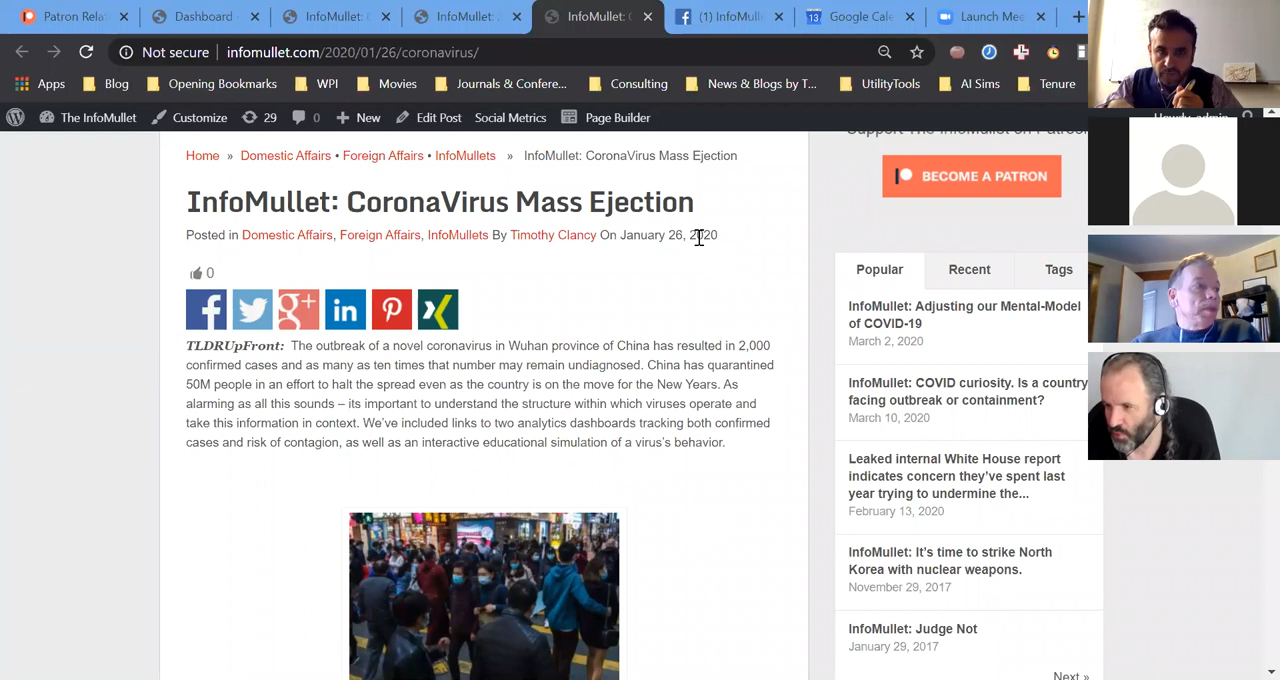 Patron Rela
Dashboard
InfoMullet: 
InfoMullet: 
InfoMullet: C
(1) InfoMull
13
Google Cale
Launch Mee
Not secure
infomullet.com/2020/01/26/coronavirus/
Apps
Blog
Opening Bookmarks
WPI
Movies
Journals & Confere...
Consulting
News & Blogs by T...
UtilityTools
AI Sims
Tenure
The InfoMullet
Customize
29
0
New
Edit Post
Social Metrics
Page Builder
Howdy, admin
Support The InfoMullet on Patreon
BECOME A PATRON
Home » Domestic Affairs • Foreign Affairs • InfoMullets » InfoMullet: CoronaVirus Mass Ejection
InfoMullet: CoronaVirus Mass Ejection
Posted in Domestic Affairs, Foreign Affairs, InfoMullets By Timothy Clancy On January 26, 2020
0
TLDRUpFront: The outbreak of a novel coronavirus in Wuhan province of China has resulted in 2,000
confirmed cases and as many as ten times that number may remain undiagnosed. China has quarantined
50M people in an effort to halt the spread even as the country is on the move for the New Years. As
alarming as all this sounds – its important to understand the structure within which viruses operate and
take this information in context. We've included links to two analytics dashboards tracking both confirmed
cases and risk of contagion, as well as an interactive educational simulation of a virus's behavior.
Popular
Recent
Tags
InfoMullet: Adjusting our Mental-Model
of COVID-19
March 2, 2020
InfoMullet: COVID curiosity. Is a country
facing outbreak or containment?
March 10, 2020
Leaked internal White House report
indicates concern they've spent last
year trying to undermine the...
February 13, 2020
InfoMullet: It's time to strike North
Korea with nuclear weapons.
November 29, 2017
InfoMullet: Judge Not
January 29, 2017
Next »